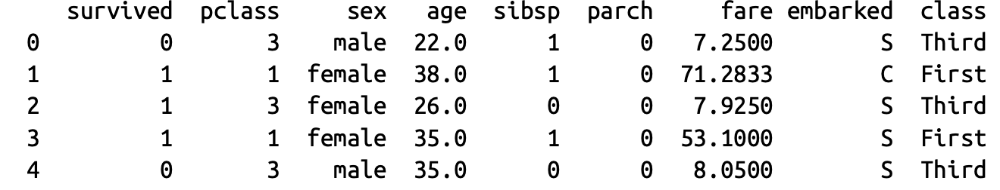 survived pclass sex age sibsp parch fare embarked class
0 0 3 male 22.0 1 0 7.2500 S Third
1 1 1 female 38.0 1 0 71.2833 C First
2 1 3 female 26.0 0 0 7.9250 S Third
3 1 1 female 35.0 1 0 53.1000 S First
4 0 3 male 35.0 0 0 8.0500 S Third